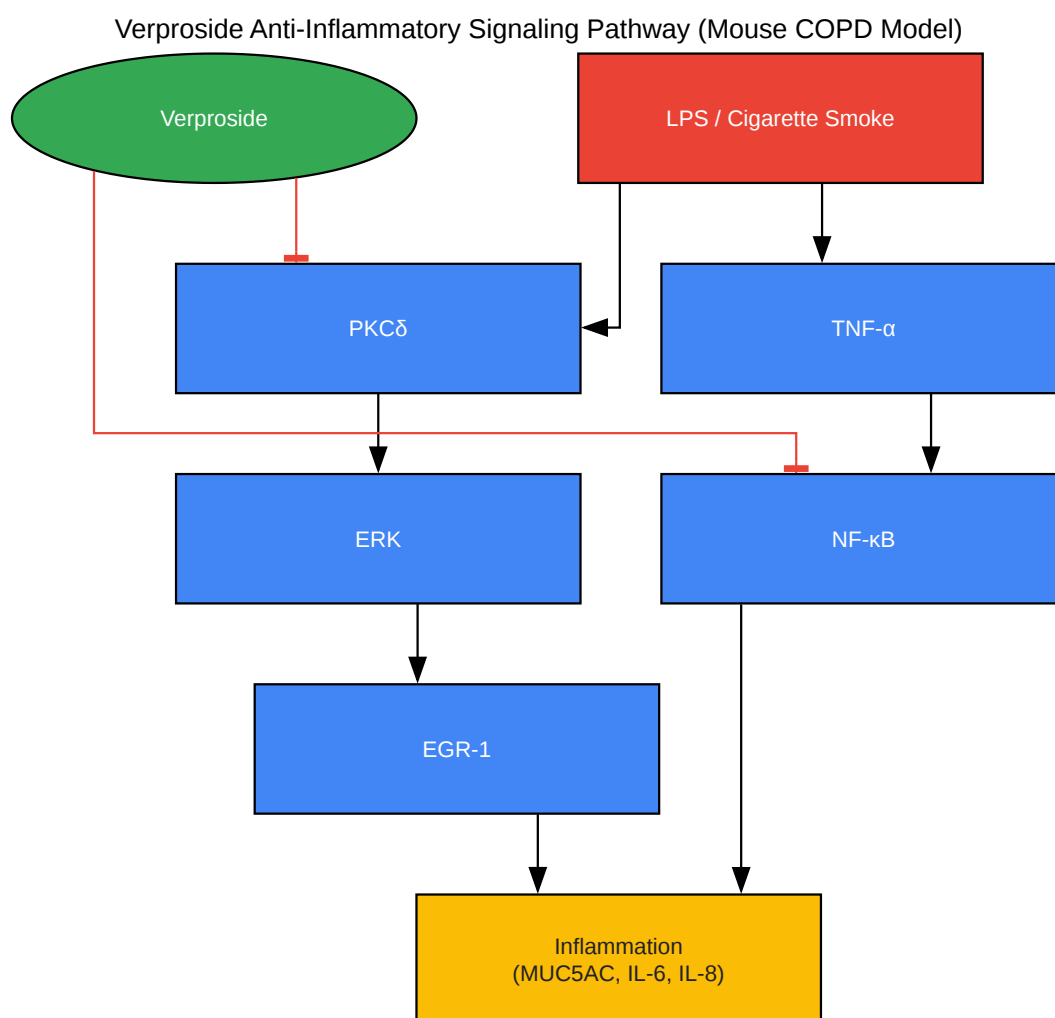 Verproside Anti-Inflammatory Signaling Pathway (Mouse COPD Model)
Verproside
LPS / Cigarette Smoke
PKCδ
TNF-α
ERK
NF-κB
EGR-1
Inflammation
(MUC5AC, IL-6, IL-8)